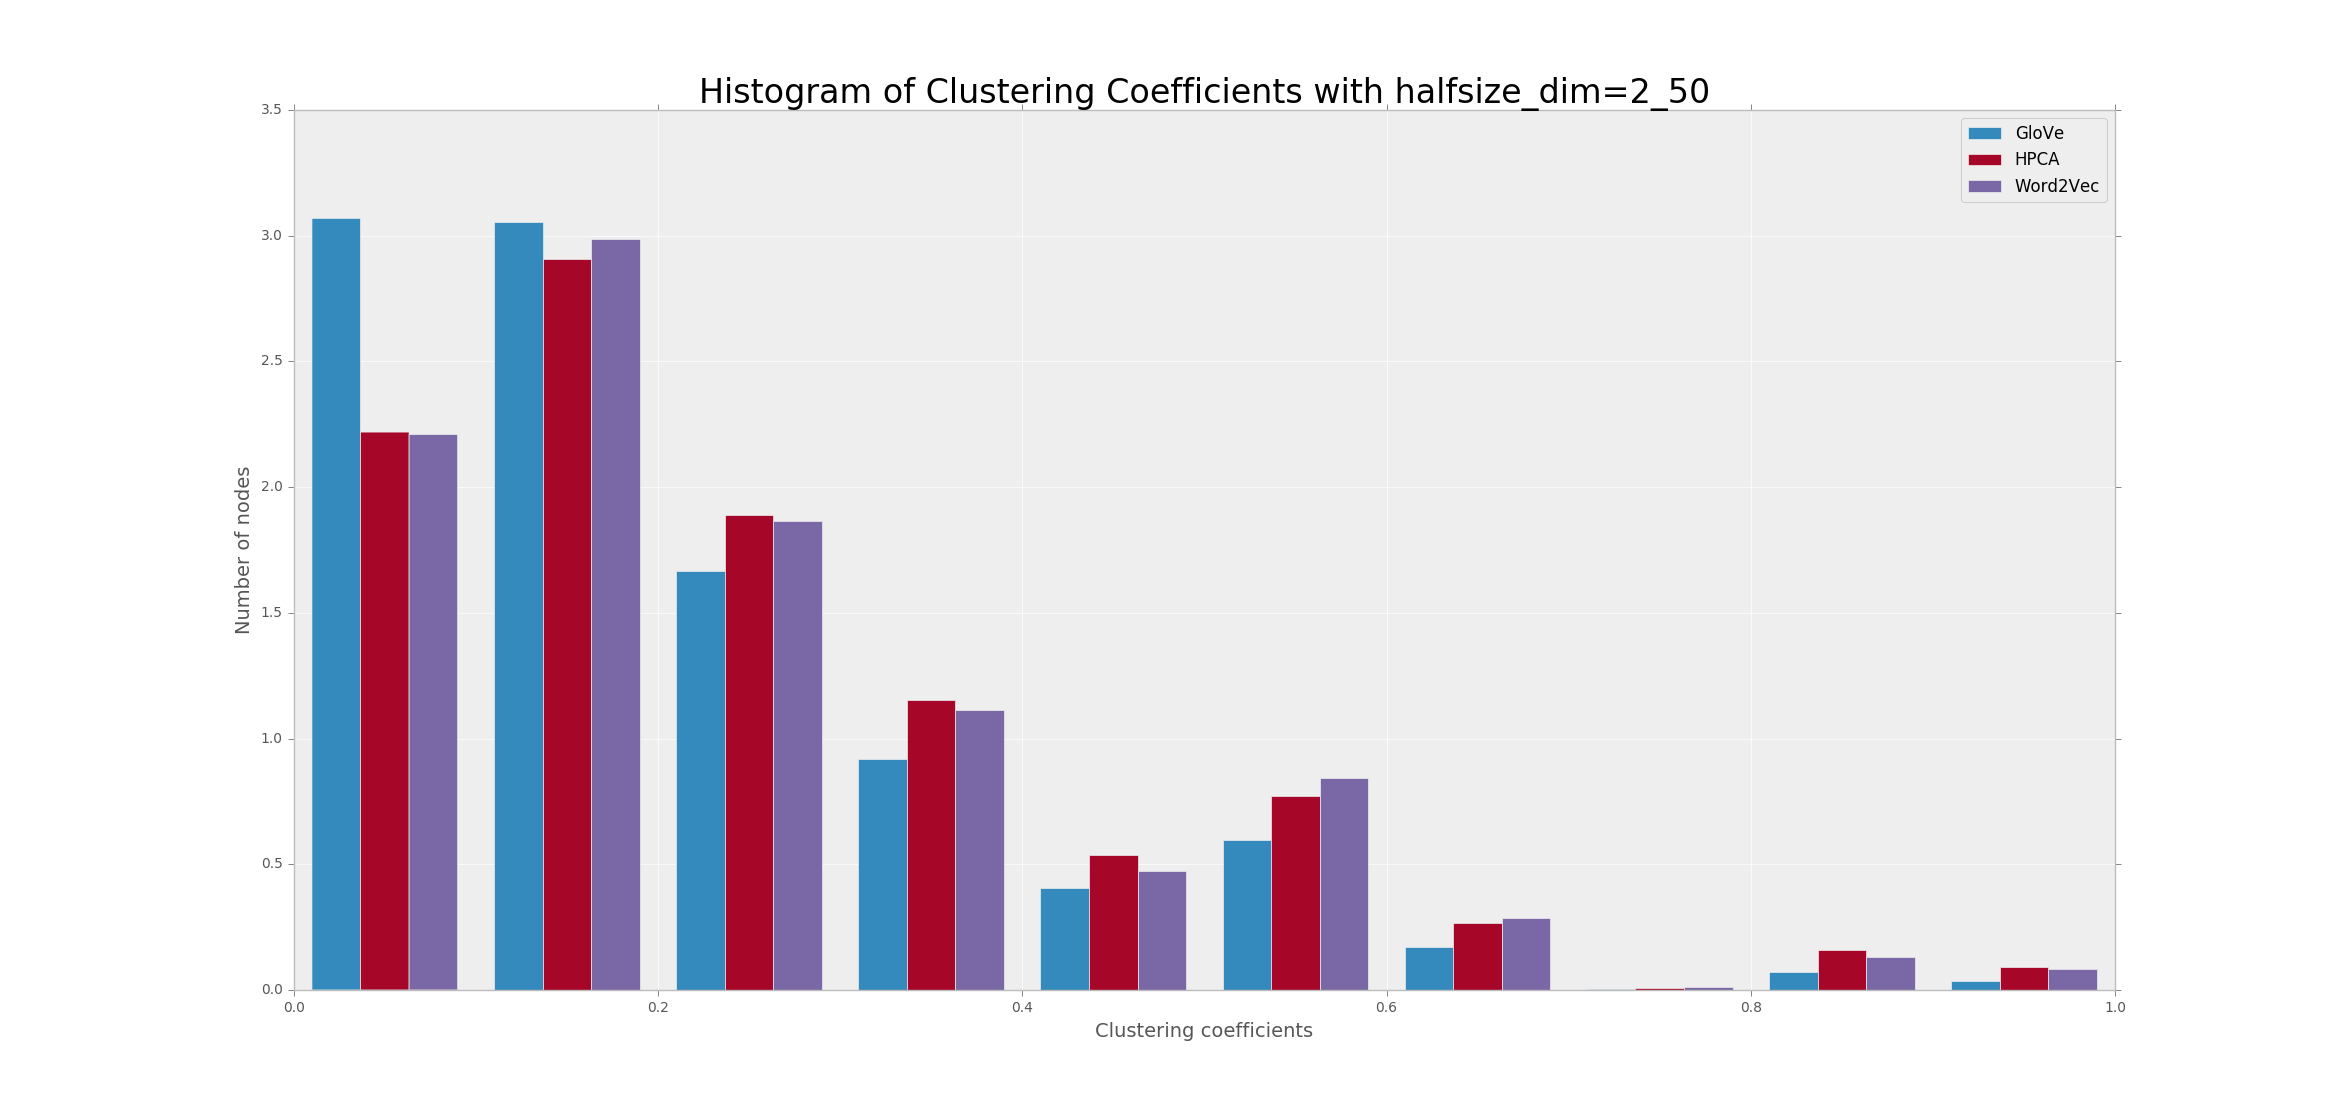 Histogram of Clustering Coefficients with halfsize_dim=2_50
3.5
3.0
2.5
2.0
1.5
1.0
0.5
0.0
Number of nodes
GloVe
HPCA
Word2Vec
0.0 0.2 0.4 0.6 0.8 1.0
Clustering coefficients